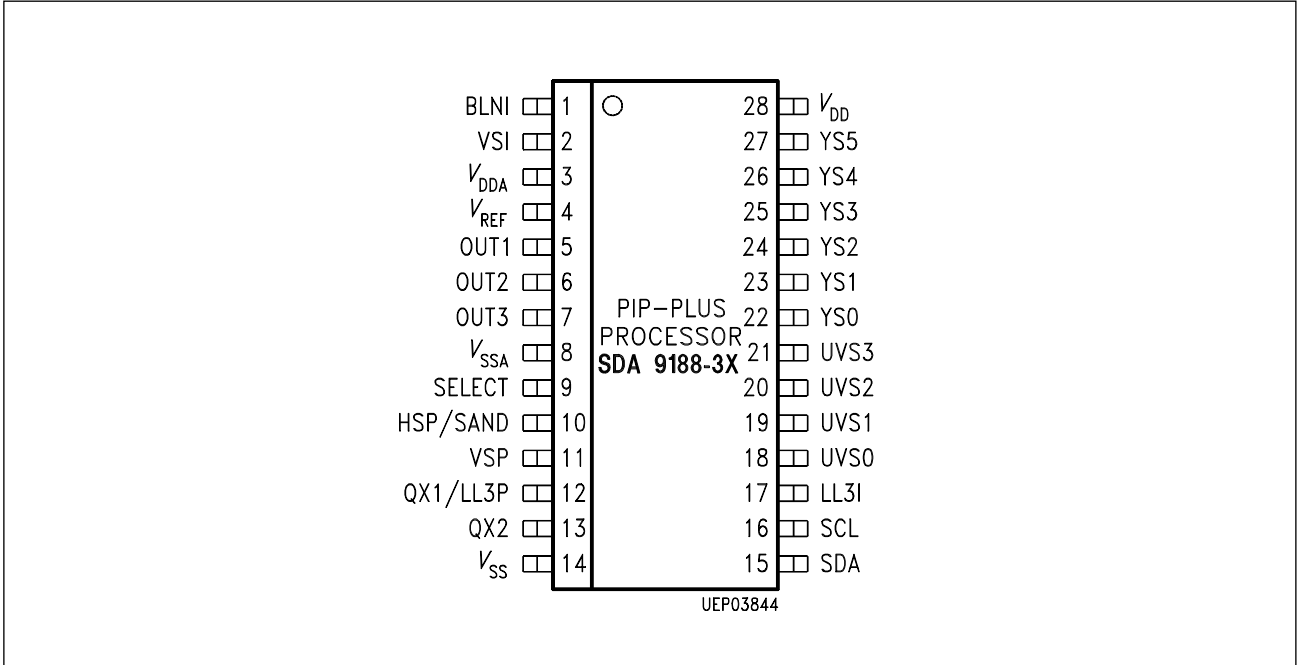 BLNI 1 28 VDD
VSI 2 27 YS5
VDDA 3 26 YS4
VREF 4 25 YS3
OUT1 5 24 YS2
OUT2 6 23 YS1
OUT3 7 22 YS0
VSSA 8 21 UVS3
SELECT 9 20 UVS2
HSP/SAND 10 19 UVS1
VSP 11 18 UVS0
QX1/LL3P 12 17 LL3I
QX2 13 16 SCL
VSS 14 15 SDA
PIP-PLUS
PROCESSOR
SDA 9188-3X
UEP03844